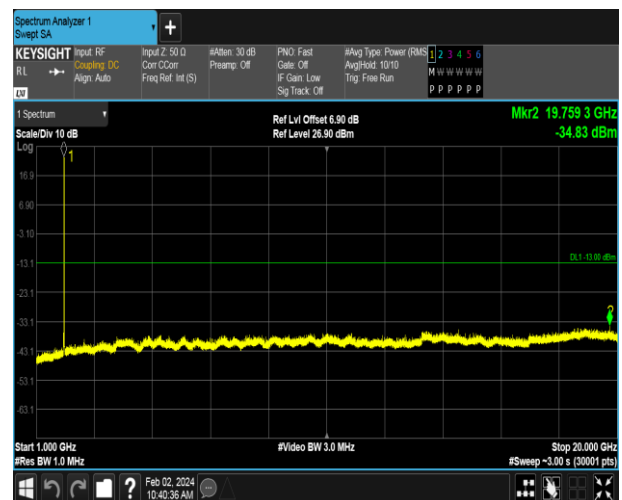 Spectrum Analyzer 1
Swept SA
+
KEYSIGHT Input: RF Input Z: 50 Ω #Atten: 30 dB PNO: Fast #Avg Type: Power (RMS 1 2 3 4 5 6
RL Coupling: DC Corr CCorr Preamp: Off Gate: Off Avg|Hold: 10/10 M W W W W W
Align: Auto Freq Ref: Int (S) IF Gain: Low Trig: Free Run
Sig Track: Off P P P P P P
LXI
1 Spectrum Ref Lvl Offset 6.90 dB Mkr2 19.759 3 GHz
Scale/Div 10 dB Ref Level 26.90 dBm -34.83 dBm
Log
1
16.9
6.90
-3.10
DL1 -13.00 dBm
-13.1
-23.1
2
-33.1
-43.1
-53.1
-63.1
Start 1.000 GHz #Video BW 3.0 MHz Stop 20.000 GHz
#Res BW 1.0 MHz #Sweep ~3.00 s (30001 pts)
? Feb 02, 2024
10:40:36 AM